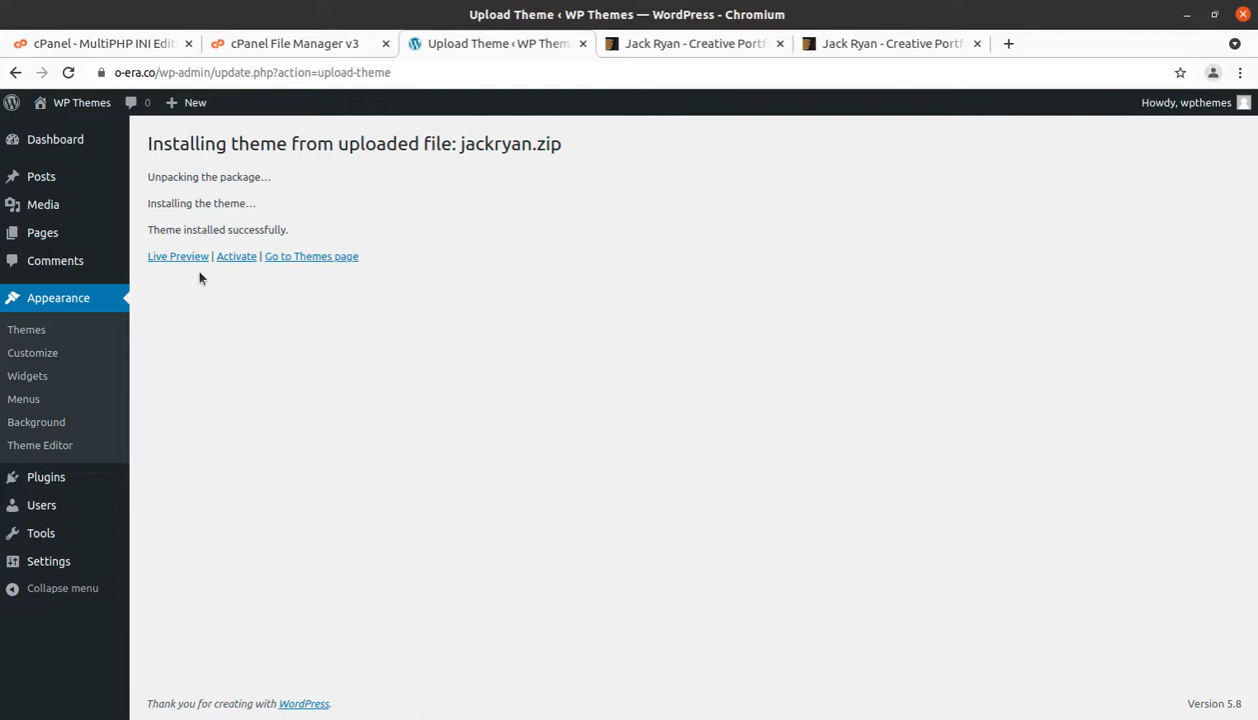 Upload Theme ‹ WP Themes — WordPress - Chromium
cPanel - MultiPHP INI Edit
cPanel File Manager v3
Upload Theme ‹ WP Them
Jack Ryan - Creative Portf
Jack Ryan - Creative Portf
o-era.co/wp-admin/update.php?action=upload-theme
WP Themes
0
New
Howdy, wpthemes
Dashboard
Posts
Media
Pages
Comments
Appearance
Themes
Customize
Widgets
Menus
Background
Theme Editor
Plugins
Users
Tools
Settings
Collapse menu
Installing theme from uploaded file: jackryan.zip
Unpacking the package…
Installing the theme…
Theme installed successfully.
Live Preview | Activate | Go to Themes page
Thank you for creating with WordPress.
Version 5.8